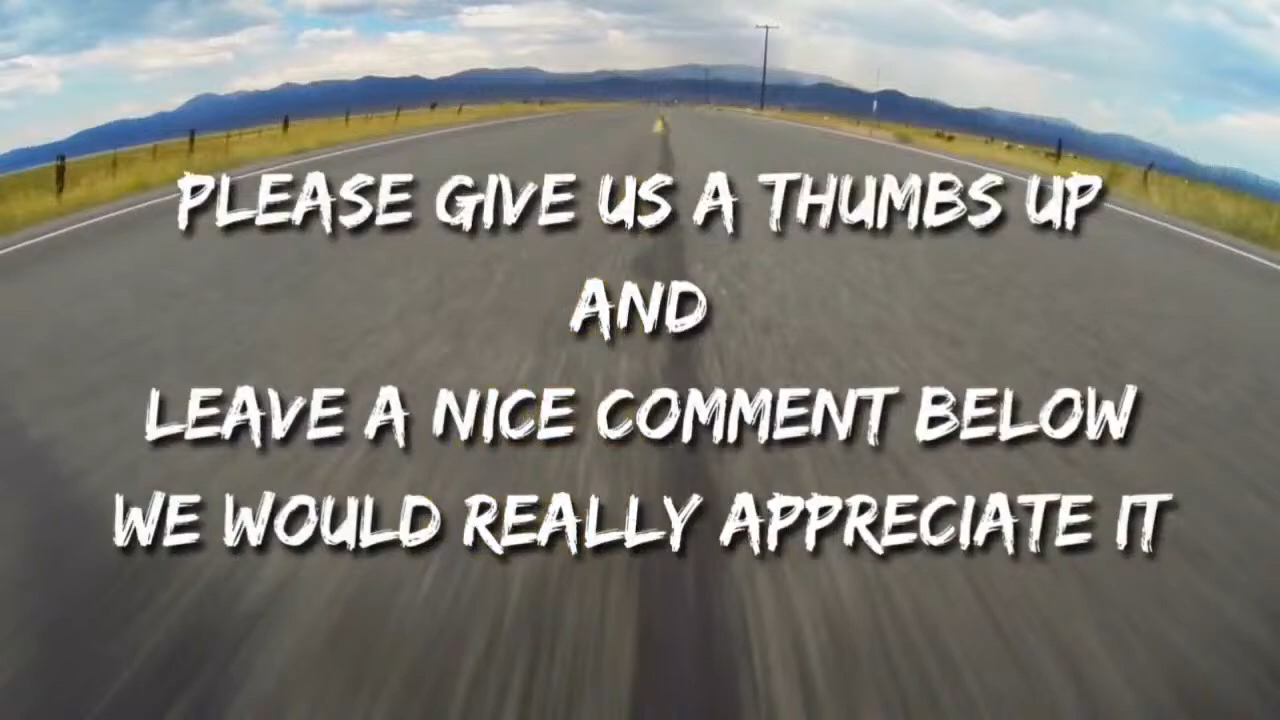 PLEASE GIVE US A THUMBS UP
AND
LEAVE A NICE COMMENT BELOW
WE WOULD REALLY APPRECIATE IT